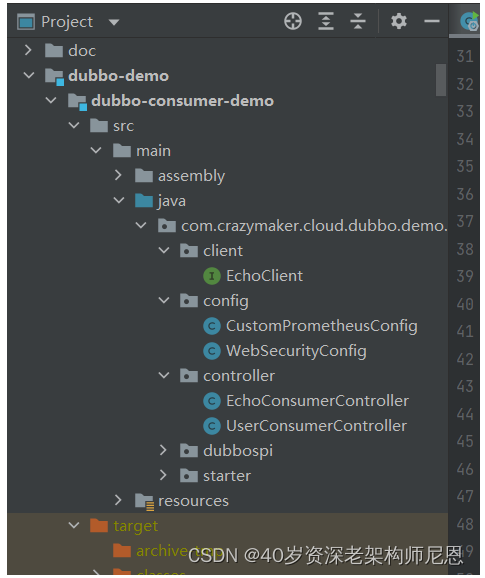 Project
doc
dubbo-demo
dubbo-consumer-demo
src
main
assembly
java
com.crazymaker.cloud.dubbo.demo.
client
EchoClient
config
CustomPrometheusConfig
WebSecurityConfig
controller
EchoConsumerController
UserConsumerController
dubbospi
starter
resources
target
CSDN @40岁资深老架构师尼恩
classes
31
32
33
34
35
36
37
38
39
40
41
42
43
44
45
46
47
48
49